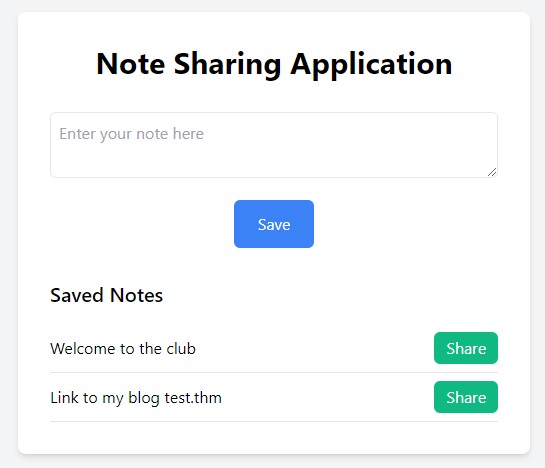 Note Sharing Application
Enter your note here
Save
Saved Notes
Welcome to the club
Share
Link to my blog test.thm
Share